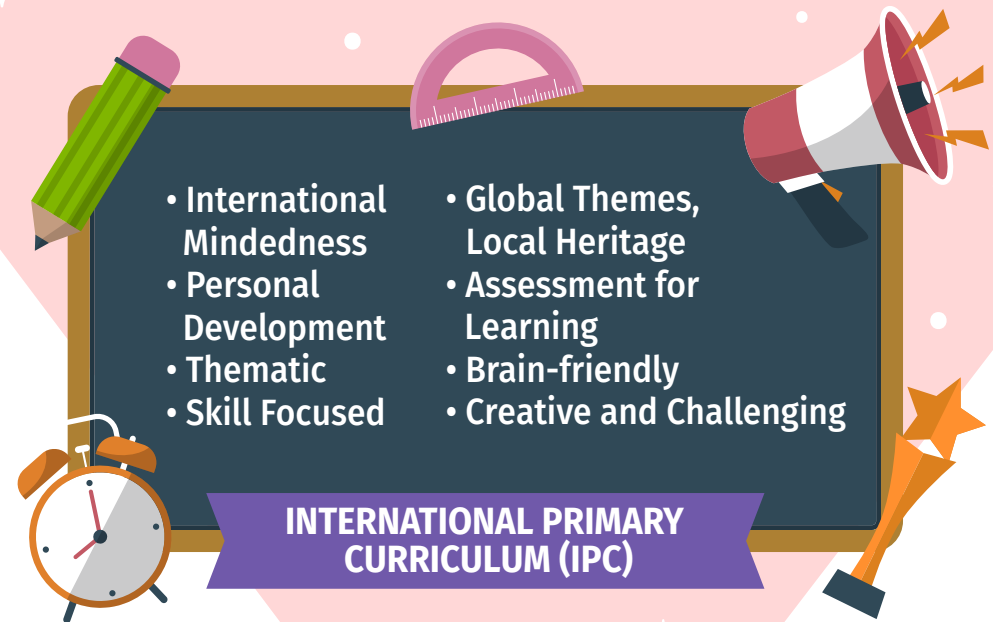 • International
Mindedness
• Personal
Development
• Thematic
• Skill Focused
• Global Themes,
Local Heritage
• Assessment for
Learning
• Brain-friendly
• Creative and Challenging
INTERNATIONAL PRIMARY
CURRICULUM (IPC)